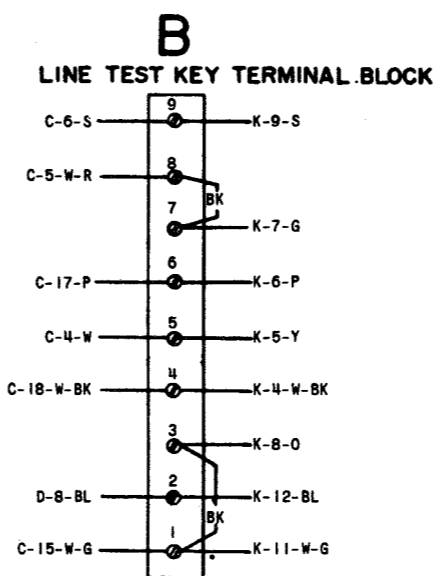 B
LINE TEST KEY TERMINAL BLOCK
9
C-6-S K-9-S
8
C-5-W-R
BK
7
K-7-G
6
C-17-P K-6-P
5
C-4-W K-5-Y
4
C-18-W-BK K-4-W-BK
3
K-8-O
2
D-8-BL K-12-BL
BK
1
C-15-W-G K-11-W-G